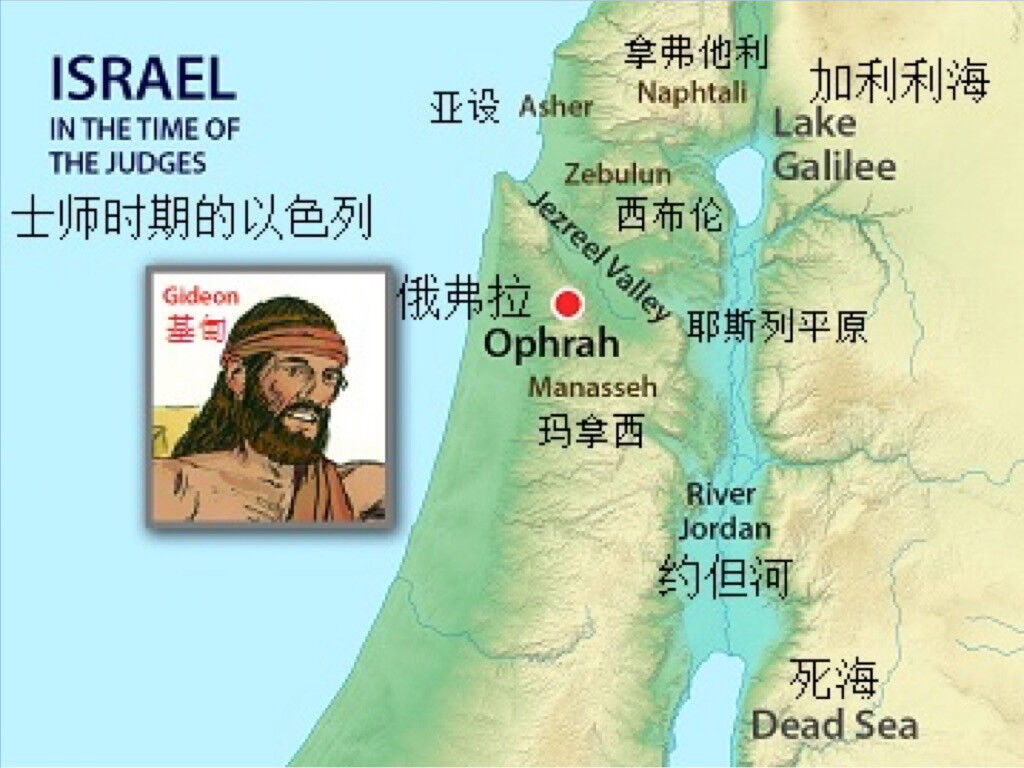 ISRAEL
IN THE TIME OF
THE JUDGES
士师时期的以色列
Gideon
基甸
拿弗他利
Naphtali
亚设 Asher
加利利海
Lake
Galilee
Zebulun
西布伦
Jezreel Valley
耶斯列平原
俄弗拉
Ophrah
Manasseh
玛拿西
River
Jordan
约但河
死海
Dead Sea